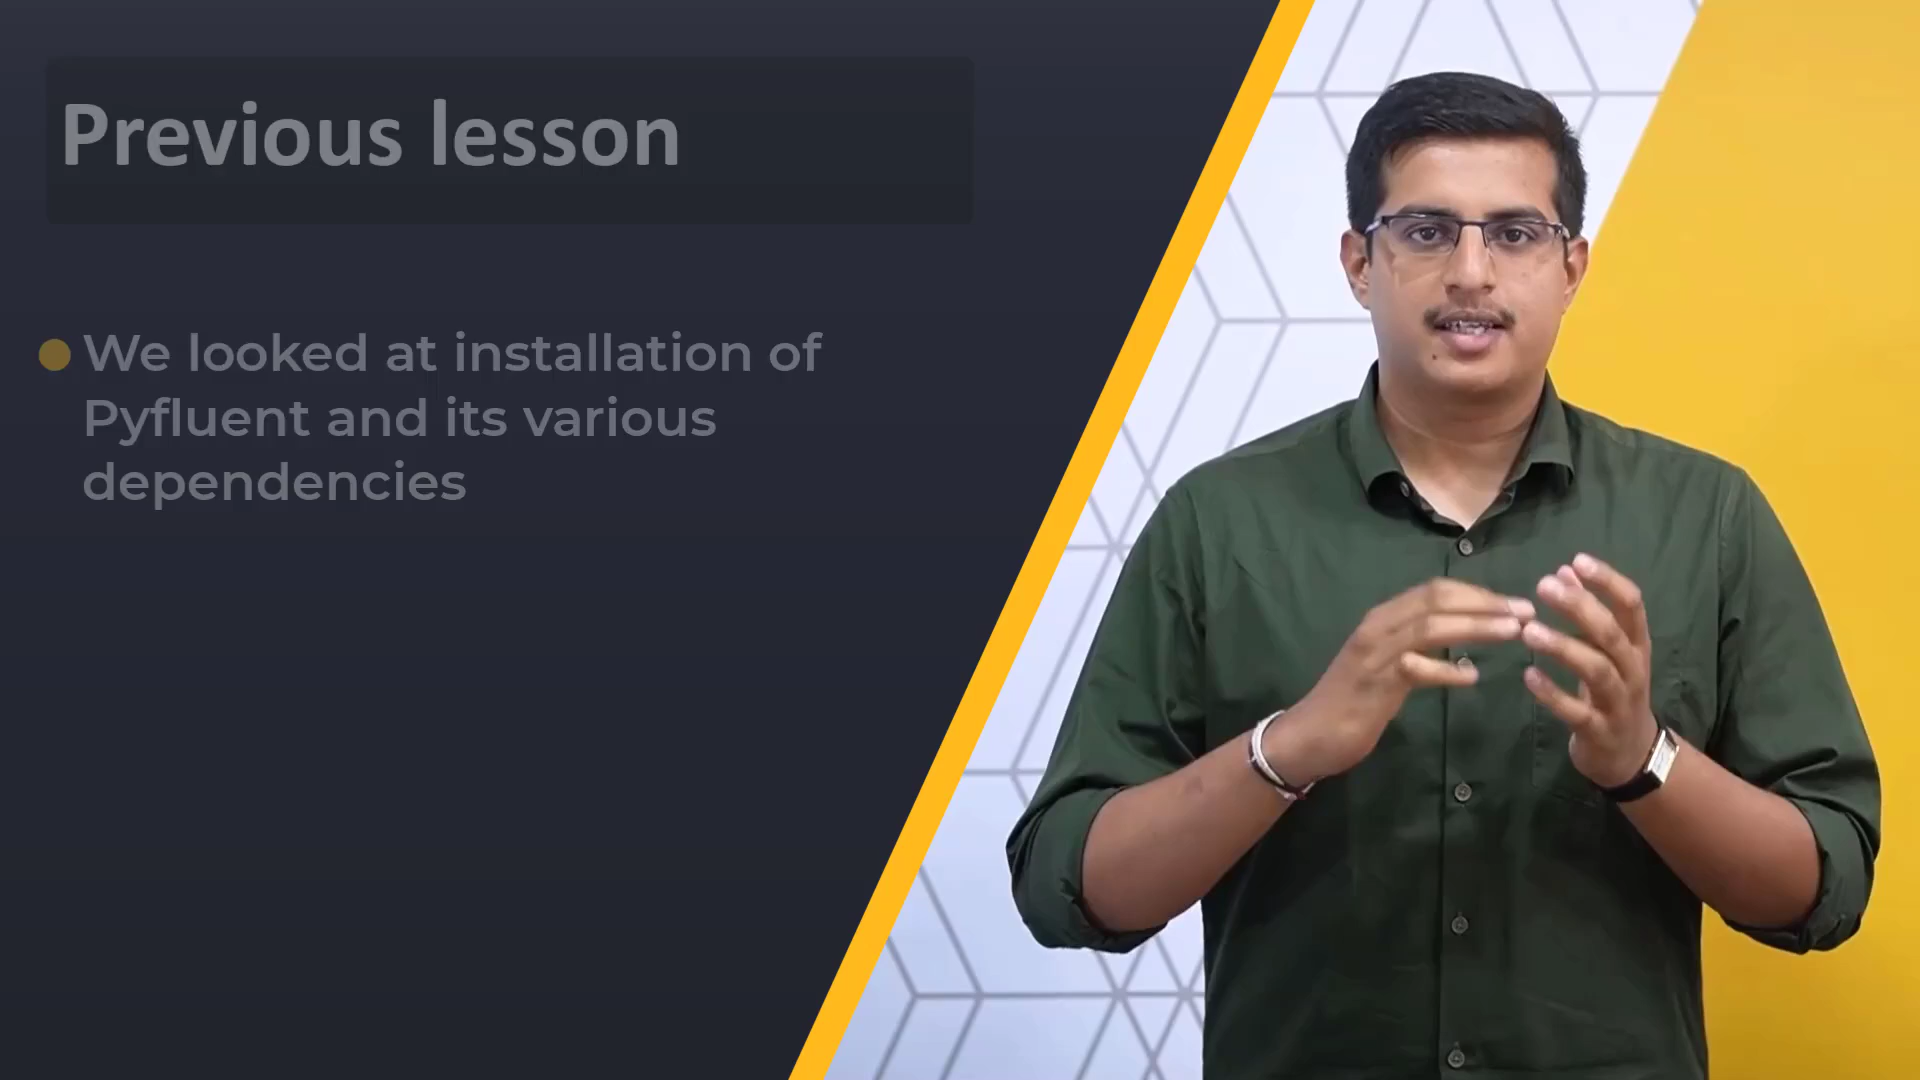 Previous lesson
We looked at installation of
Pyfluent and its various
dependencies